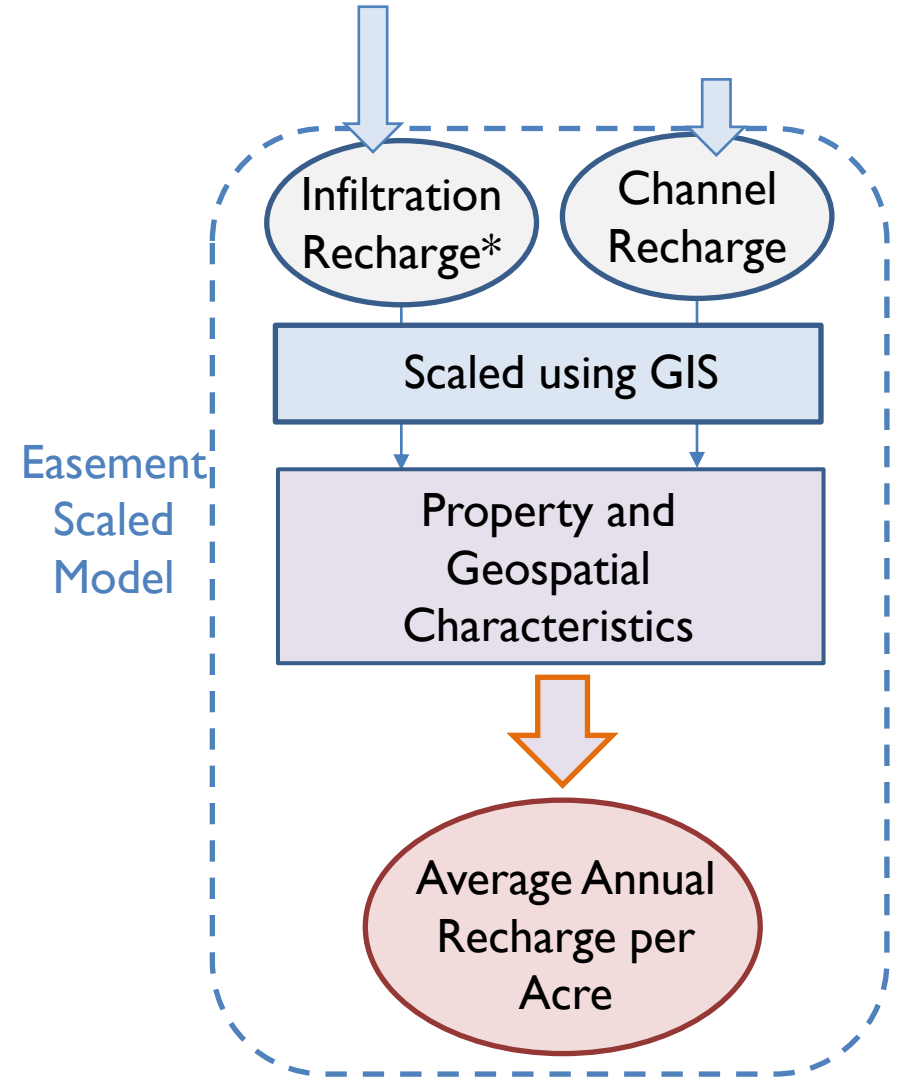 Infiltration
Recharge*
Channel
Recharge
Scaled using GIS
Easement
Scaled
Model
Property and
Geospatial
Characteristics
Average Annual
Recharge per
Acre